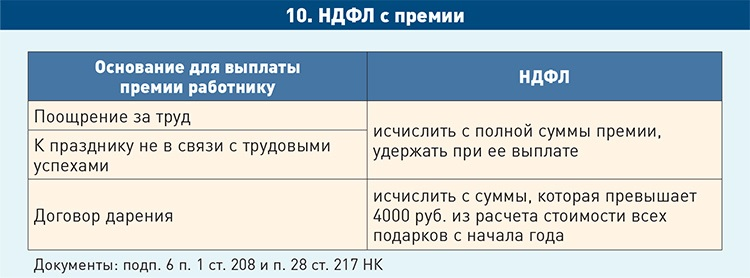 10. НДФЛ с премии
Основание для выплаты
премии работнику
НДФЛ
Поощрение за труд
К празднику не в связи с трудовыми
успехами
исчислить с полной суммы премии,
удержать при ее выплате
Договор дарения
исчислить с суммы, которая превышает
4000 руб. из расчета стоимости всех
подарков с начала года
Документы: подп. 6 п. 1 ст. 208 и п. 28 ст. 217 НК